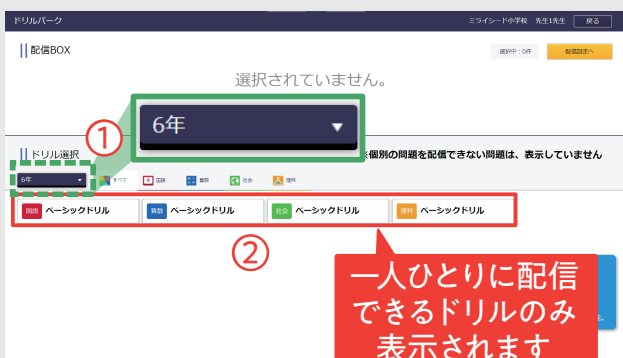 ドリルパーク
ミライシード小学校 先生1先生 戻る
配信BOX
選択中：0件 配信設定へ
選択されていません。
6年
①
ドリル選択
※個別の問題を配信できない問題は、表示していません
6年 すべて 国語 算数 社会 理科
国語 ベーシックドリル
算数 ベーシックドリル
社会 ベーシックドリル
理科 ベーシックドリル
②
一人ひとりに配信
できるドリルのみ
表示されます